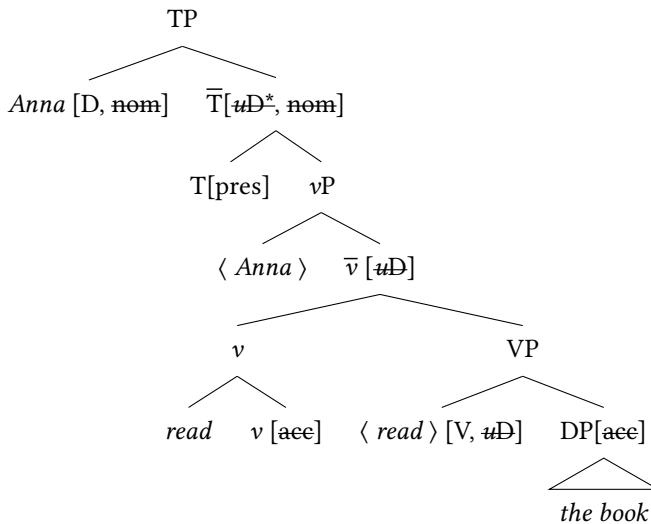 TP
Anna [D, nom] T̅[uD*, nom]
T[pres] vP
⟨ Anna ⟩ v̅ [uD]
v VP
read v [acc] ⟨ read ⟩ [V, uD] DP[acc]
the book